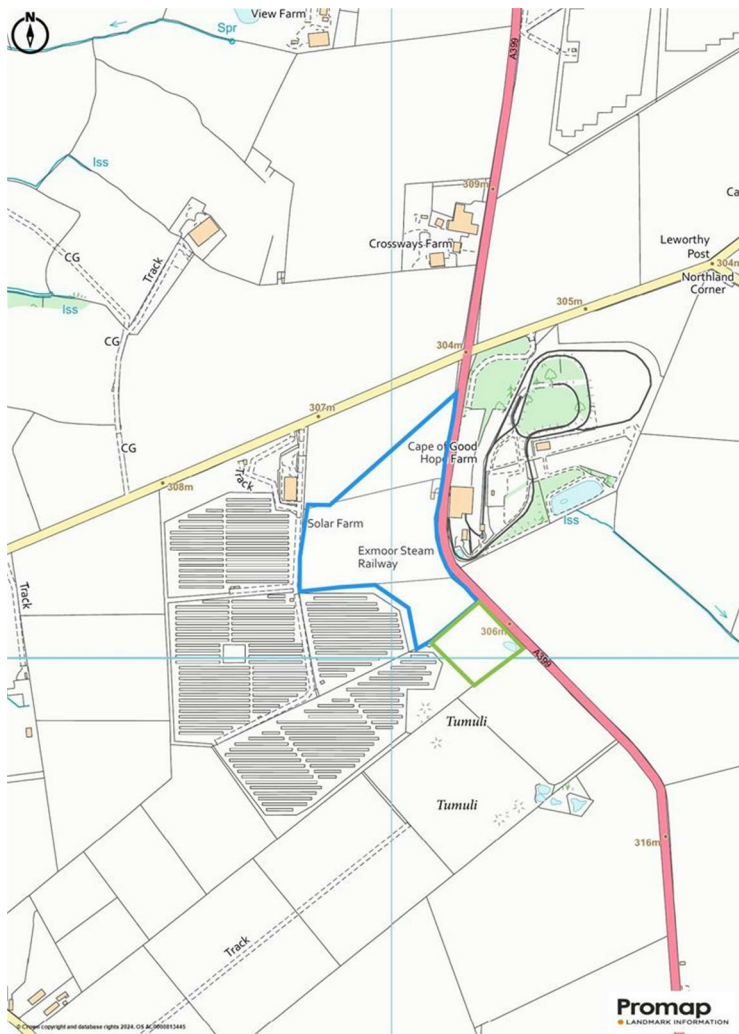 N
View Farm
Spr
A399
Iss
309m
Ca
Crossways Farm
Leworthy
Post
304m
Northland
Corner
CG
Track
Iss
305m
CG
304m
307m
Cape of Good
Hope Farm
CG
Track
308m
Solar Farm
Iss
Exmoor Steam
Railway
Track
306m
A399
Tumuli
Tumuli
316m
Track
© Crown copyright and database rights 2024. OS AC0000813445
Promap
LANDMARK INFORMATION